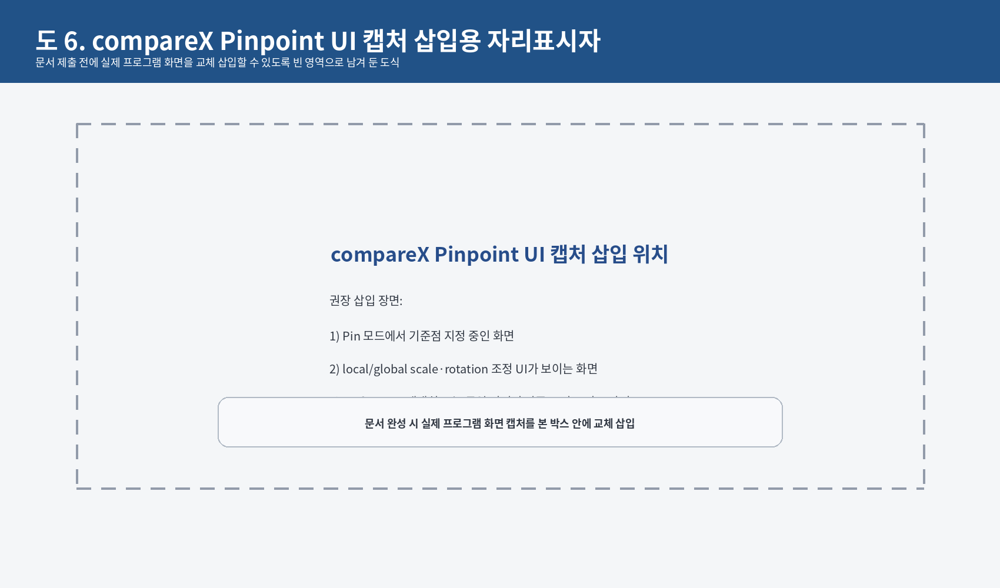 도 6. compareX Pinpoint UI 캡처 삽입용 자리표시자
문서 제출 전에 실제 프로그램 화면을 교체 삽입할 수 있도록 빈 영역으로 남겨 둔 도식
compareX Pinpoint UI 캡처 삽입 위치
권장 삽입 장면:
1) Pin 모드에서 기준점 지정 중인 화면
2) local/global scale·rotation 조정 UI가 보이는 화면
문서 완성 시 실제 프로그램 화면 캡처를 본 박스 안에 교체 삽입